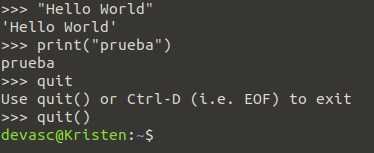 >>> "Hello World"
'Hello World'
>>> print("prueba")
prueba
>>> quit
Use quit() or Ctrl-D (i.e. EOF) to exit
>>> quit()
devasc@Kristen:~$